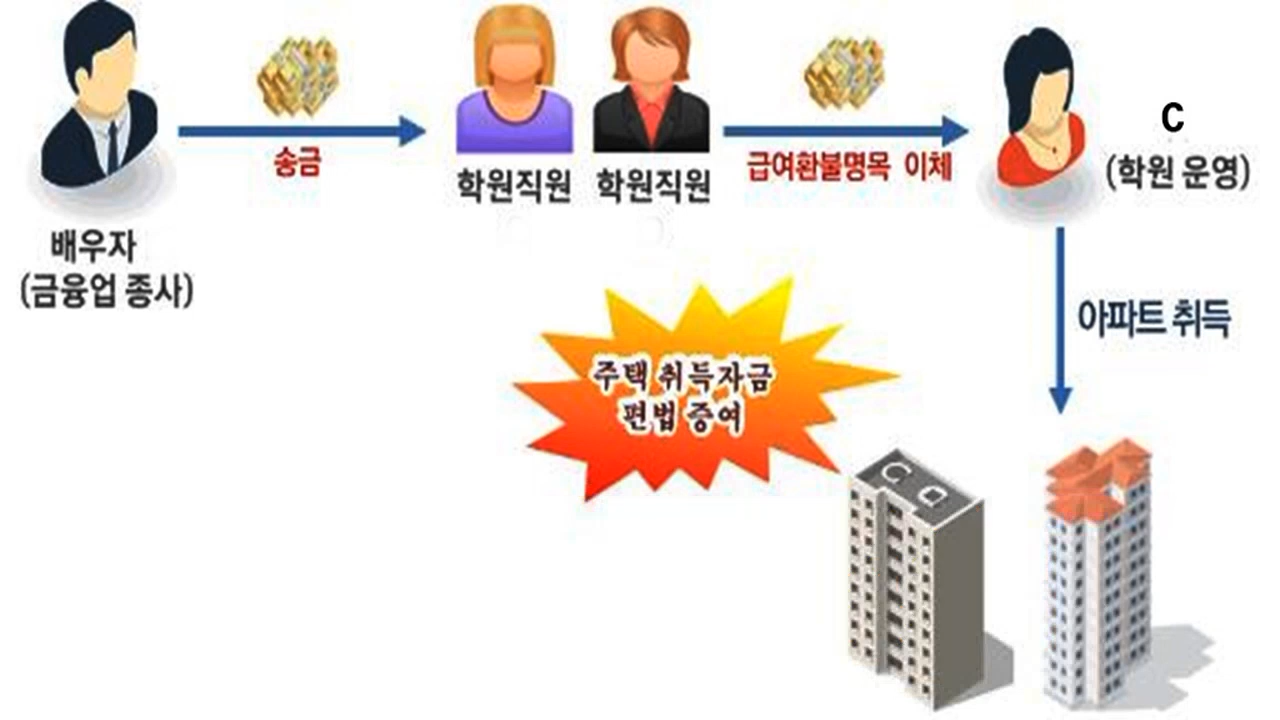 송금
학원직원 학원직원
급여환불명목 이체
C
(학원 운영)
배우자
(금융업 종사)
아파트 취득
주택 취득자금
편법 증여